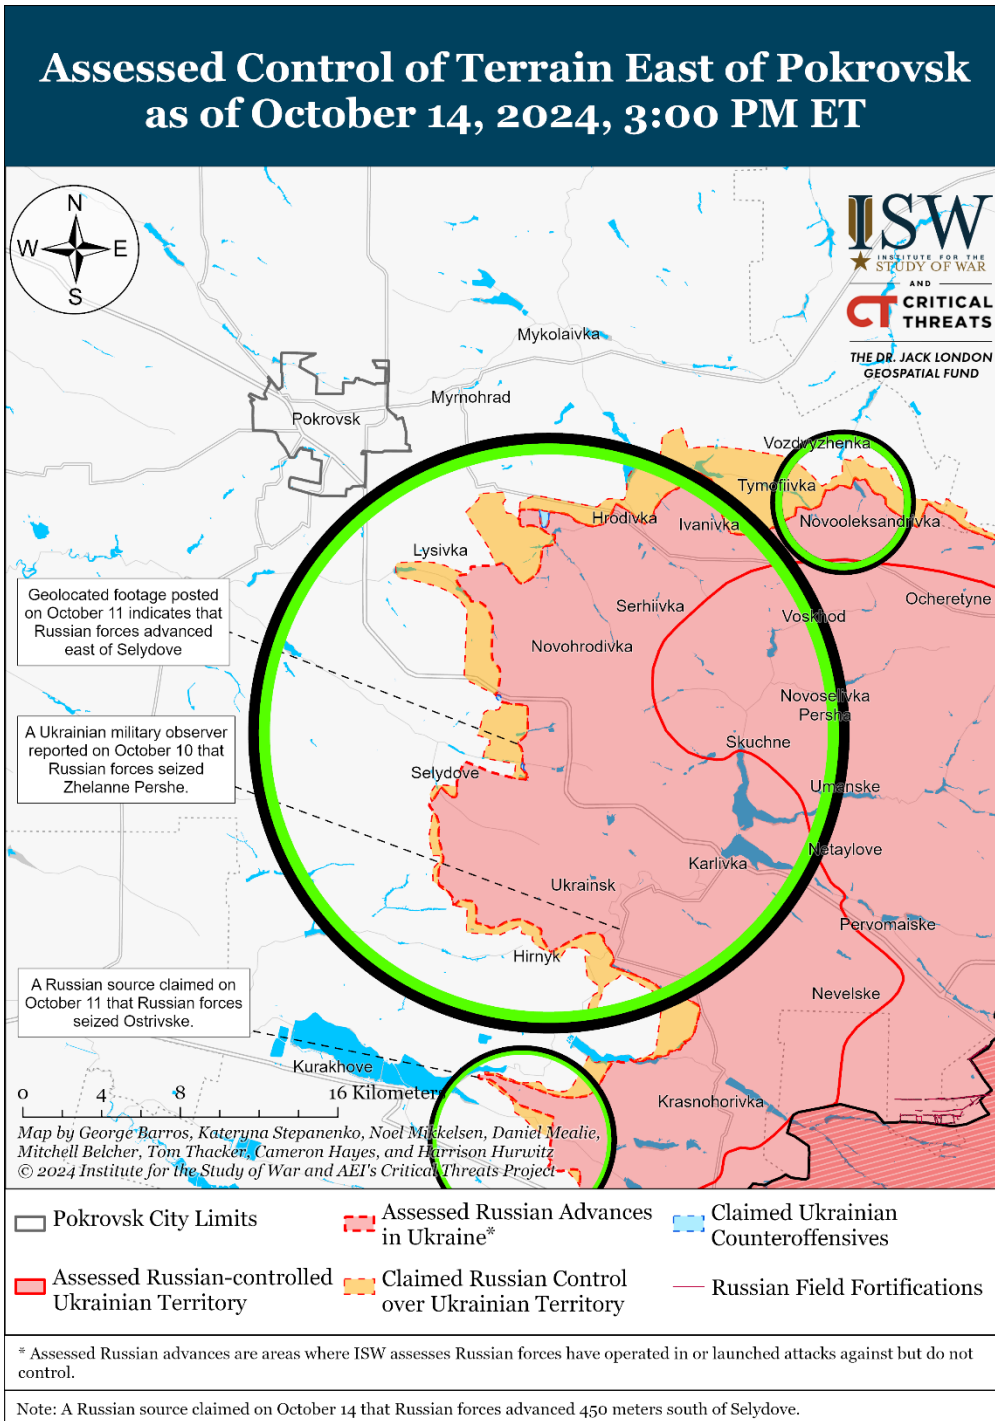 Assessed Control of Terrain East of Pokrovsk
as of October 14, 2024, 3:00 PM ET
N
W
E
S
ISW
INSTITUTE FOR THE
STUDY OF WAR
AND
CT CRITICAL
THREATS
THE DR. JACK LONDON
GEOSPATIAL FUND
Mykolaivka
Myrnohrad
Pokrovsk
Vozdvyzhenka
Tymofiivka
Hrodivka
Ivanivka
Novooleksandrivka
Lysivka
Geolocated footage posted
on October 11 indicates that
Russian forces advanced
east of Selydove
Serhiivka
Voskhod
Ocheretyne
Novohrodivka
Novoselivka
Persha
A Ukrainian military observer
reported on October 10 that
Russian forces seized
Zhelanne Pershe.
Skuchne
Selydove
Umanske
Netaylove
Karlivka
Ukrainsk
Pervomaiske
Hirnyk
A Russian source claimed on
October 11 that Russian forces
seized Ostrivske.
Nevelske
Kurakhove
Krasnohorivka
0 4 8 16 Kilometers
Map by George Barros, Kateryna Stepanenko, Noel Mikkelsen, Daniel Mealie,
Mitchell Belcher, Tom Thacker, Cameron Hayes, and Harrison Hurwitz
© 2024 Institute for the Study of War and AEI's Critical Threats Project
Pokrovsk City Limits
Assessed Russian Advances
in Ukraine*
Claimed Ukrainian
Counteroffensives
Assessed Russian-controlled
Ukrainian Territory
Claimed Russian Control
over Ukrainian Territory
Russian Field Fortifications
* Assessed Russian advances are areas where ISW assesses Russian forces have operated in or launched attacks against but do not
control.
Note: A Russian source claimed on October 14 that Russian forces advanced 450 meters south of Selydove.